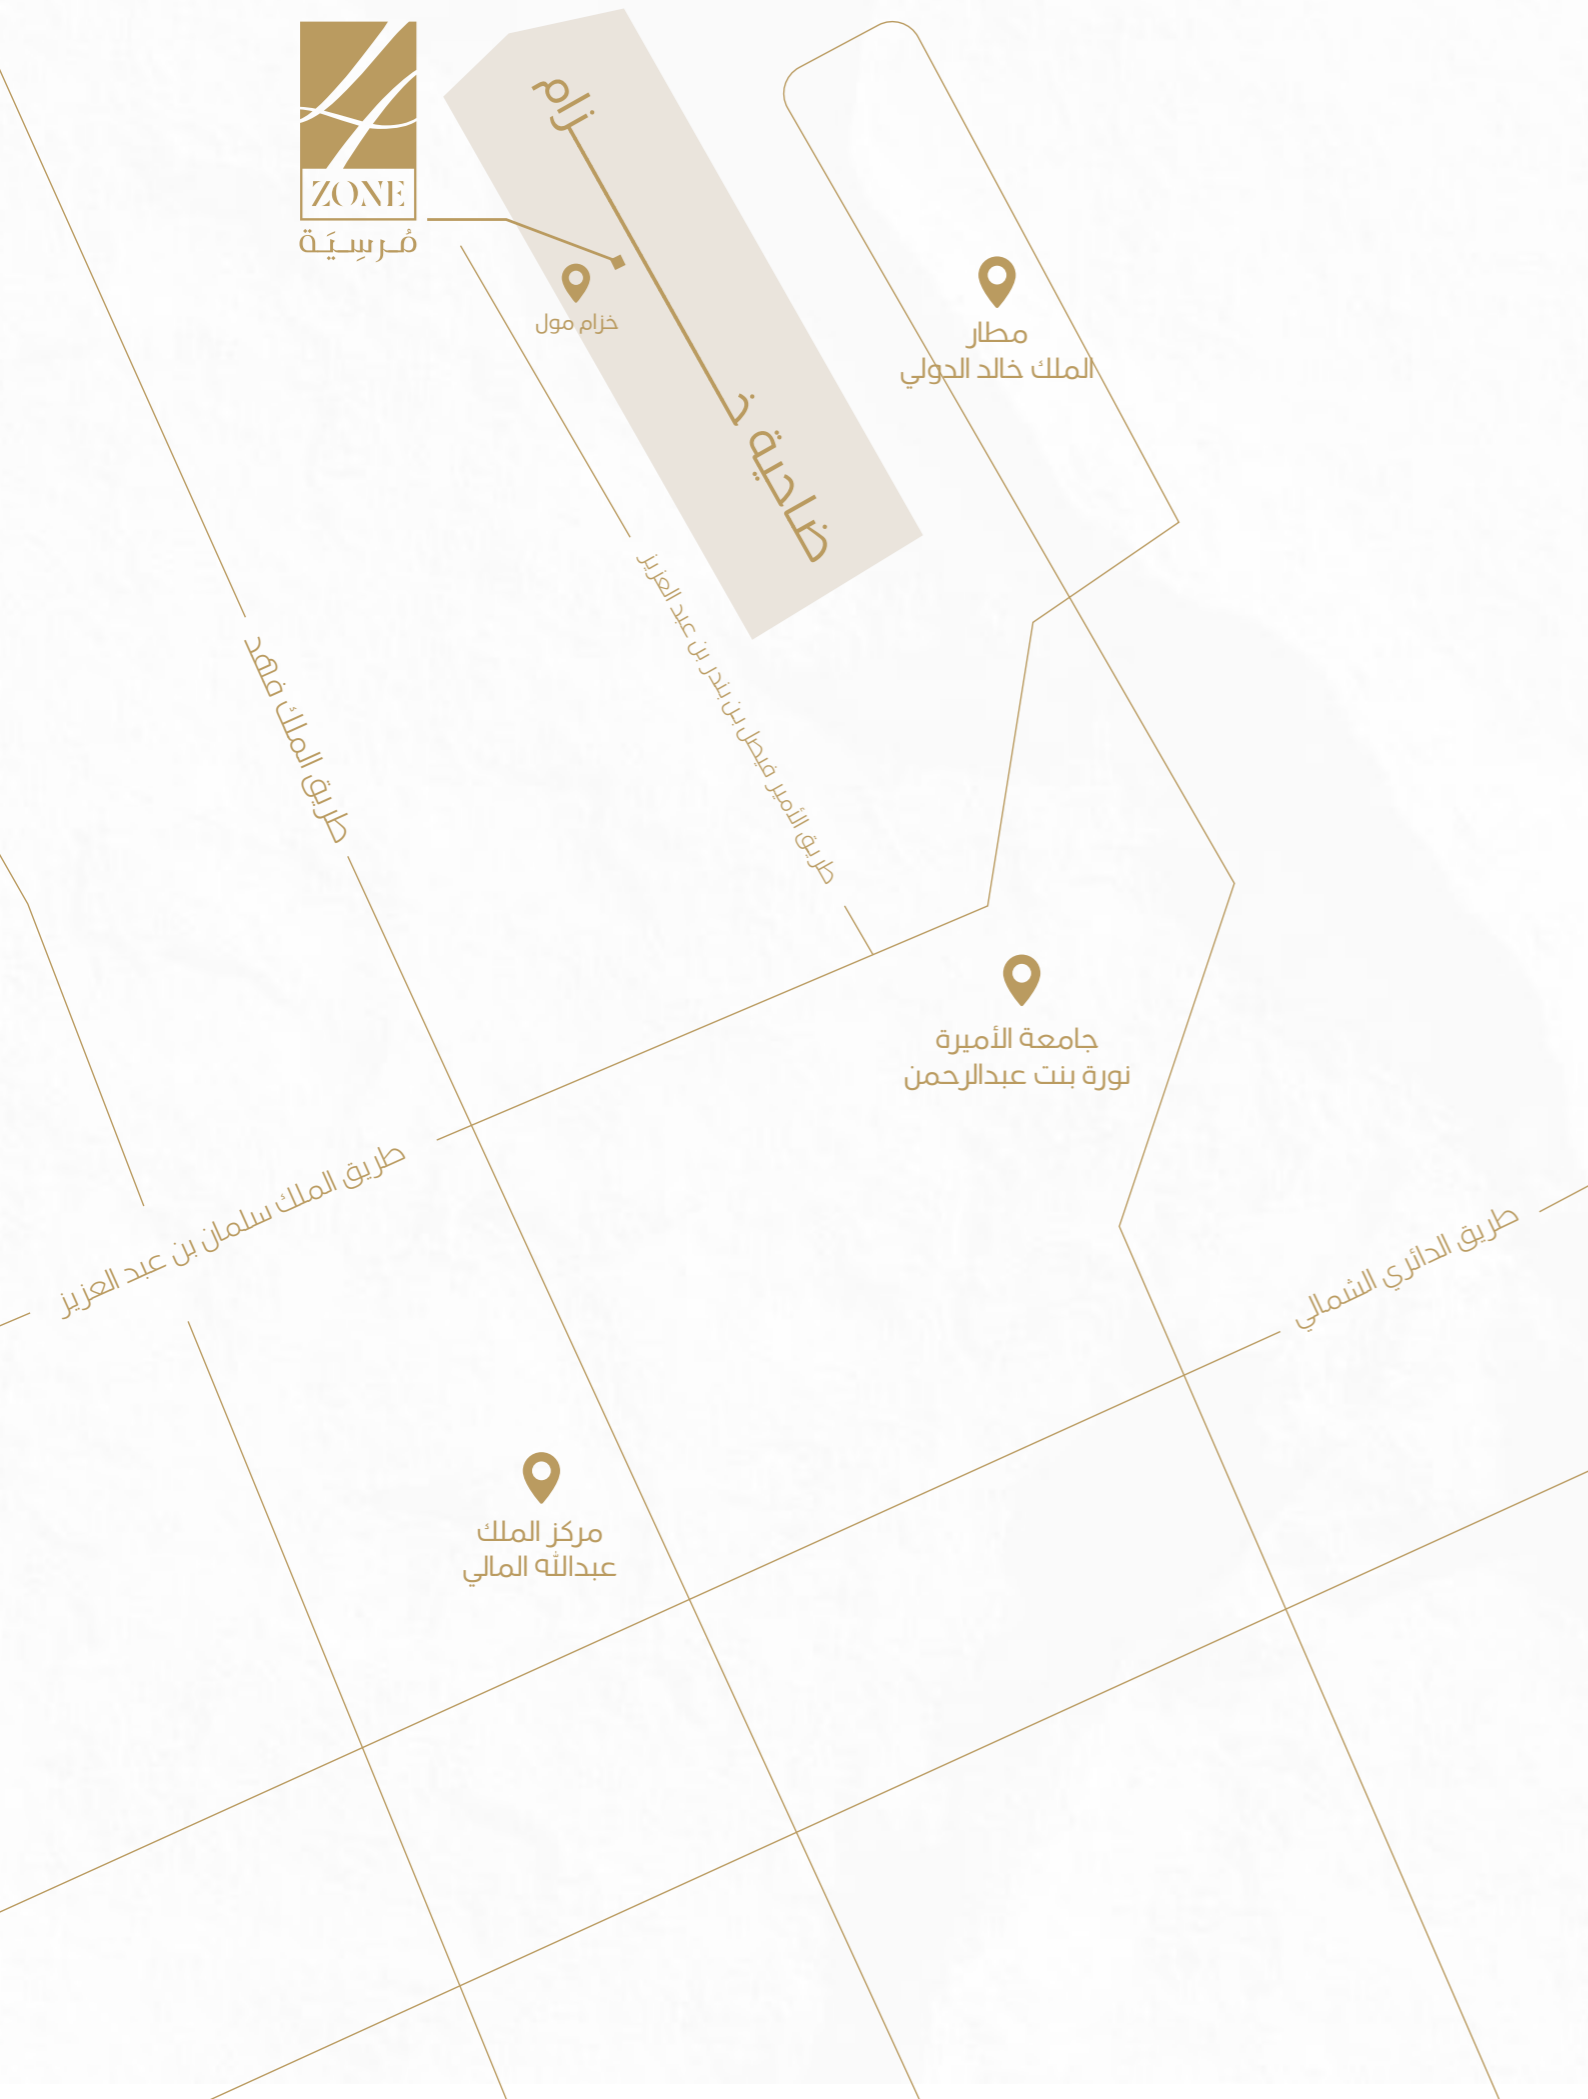 ZONE
مُرسِيَة
ضاحية خزام
خزام مول
مطار
الملك خالد الدولي
طريق الأمير فيصل بن بندر بن عبد العزيز
طريق الملك فهد
جامعة الأميرة
نورة بنت عبدالرحمن
طريق الملك سلمان بن عبد العزيز
طريق الدائري الشمالي
مركز الملك
عبدالله المالي